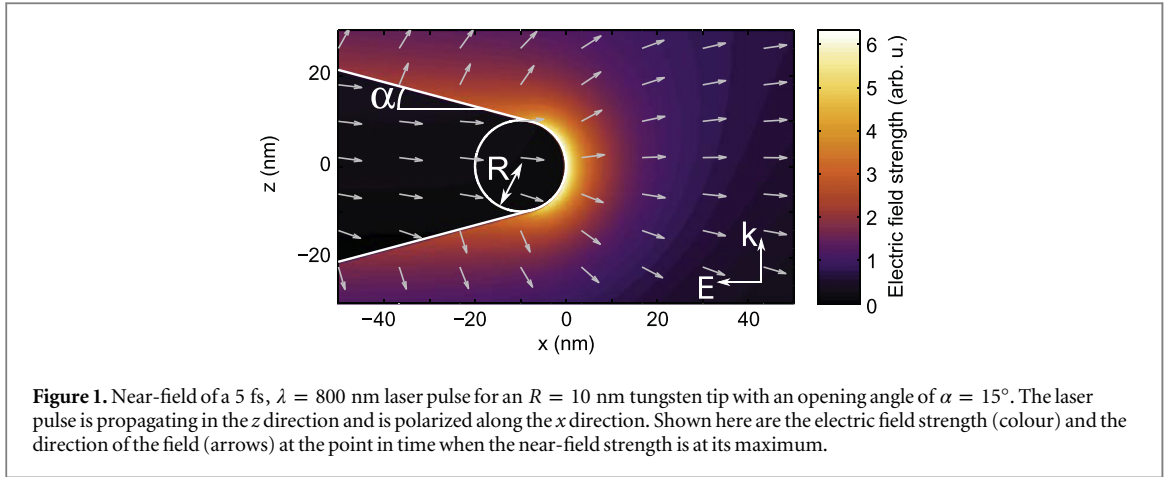 20
0
−20
z (nm)
α
R
k
E
−40
−20
0
20
40
x (nm)
6
5
4
3
2
1
0
Electric field strength (arb. u.)
Figure 1. Near-field of a 5 fs, λ = 800 nm laser pulse for an R = 10 nm tungsten tip with an opening angle of α = 15°. The laser
pulse is propagating in the z direction and is polarized along the x direction. Shown here are the electric field strength (colour) and the
direction of the field (arrows) at the point in time when the near-field strength is at its maximum.